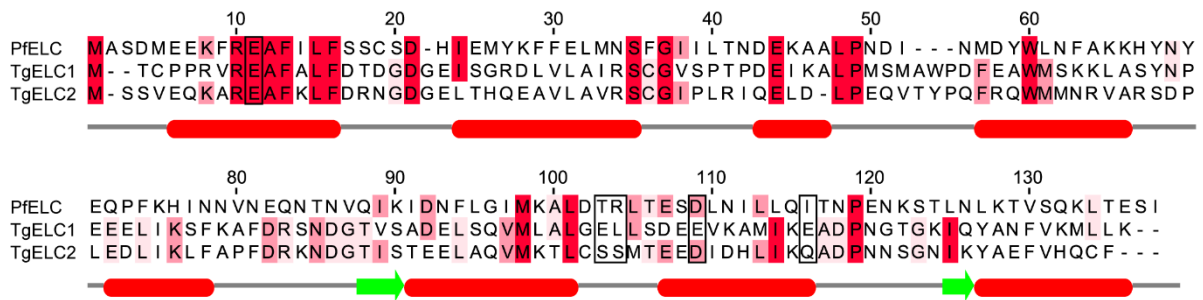 10 20 30 40 50 60
PfELC MASDMEEKFREAFILFSSCSD-HIEMYKFFELMNSFGIILTNDEKAALPNDI---NMDYWLNFAKKHYNY
TgELC1 M--TCPPRVREAFALFDTDGDGEISGRDLVLAIRSCGVSPTPDEIKALPMSMAWPDFEAWMSKKLASYNP
TgELC2 M-SSVEQKAREAFKLFDRNGDGELTHQEAVLAVRSCGIPLRIQELD-LPEQVTYPQFRQWMMNRVARSDP
80 90 100 110 120 130
PfELC EQPFKHINNVNEQNTNVQIKIDNFLGIMKALDTRLTESDLNILLQITNPENKSTLNLKTVSQKLTESI
TgELC1 EEELIKSFKAFDRSNDGTVSADELSQVMLALGELLSDEEVKAMIKEADPNGTGKIQYANFVKMLLK--
TgELC2 LEDLIKLFAPFDRKNDGTISTEELAQVMKTLCSSMTEEDIDHLIKQADPNNSGNIKYAEFVHQCF---